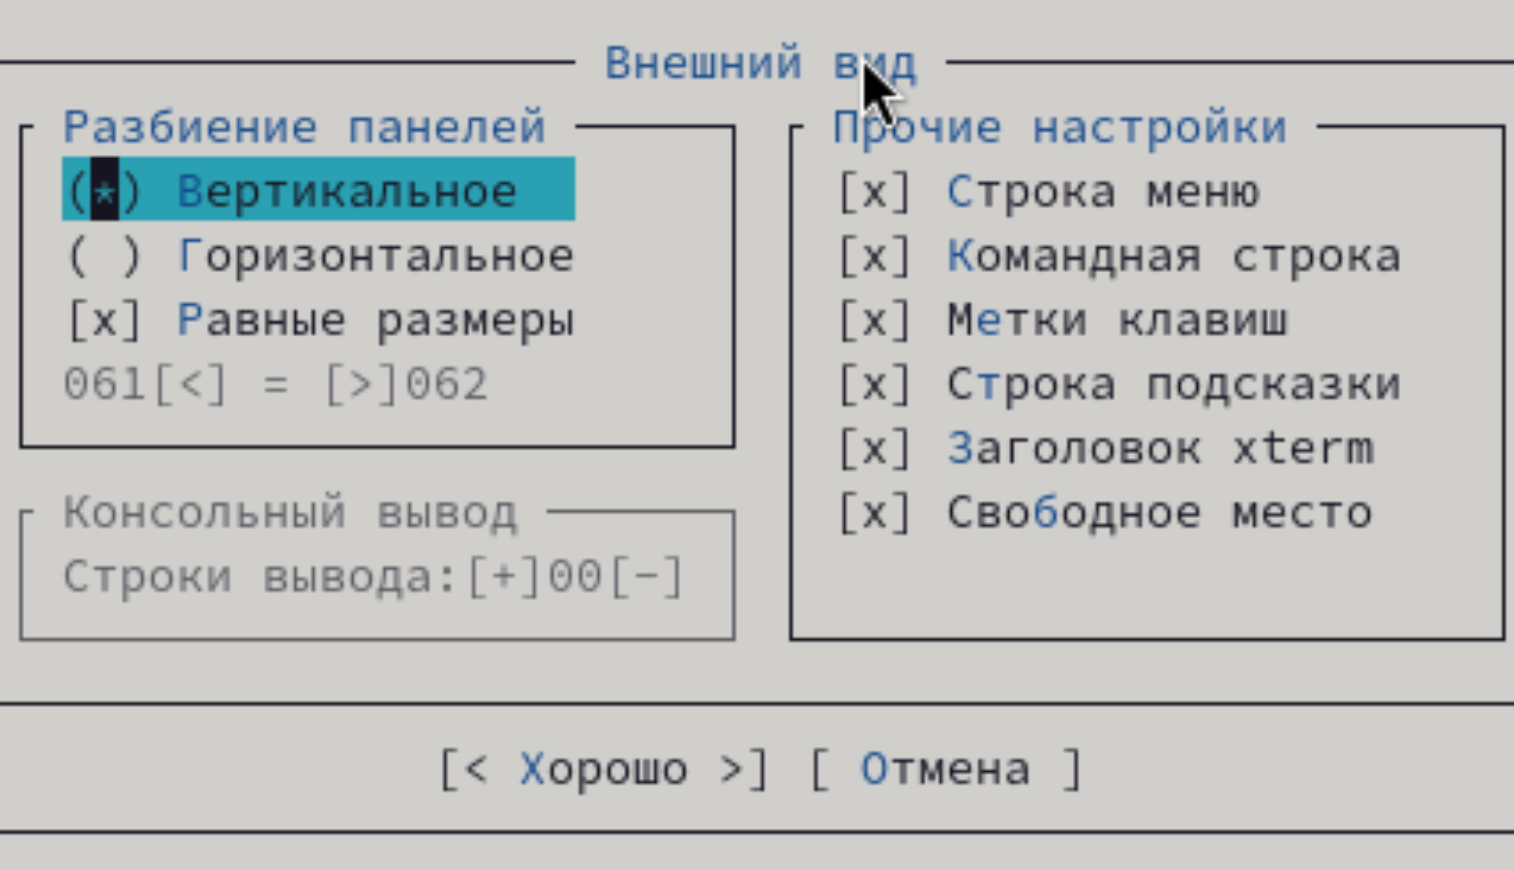 Внешний вид
Разбиение панелей
(*) Вертикальное
( ) Горизонтальное
[x] Равные размеры
061[<] = [>]062
Консольный вывод
Строки вывода:[+]00[-]
Прочие настройки
[x] Строка меню
[x] Командная строка
[x] Метки клавиш
[x] Строка подсказки
[x] Заголовок xterm
[x] Свободное место
[< Хорошо >] [ Отмена ]